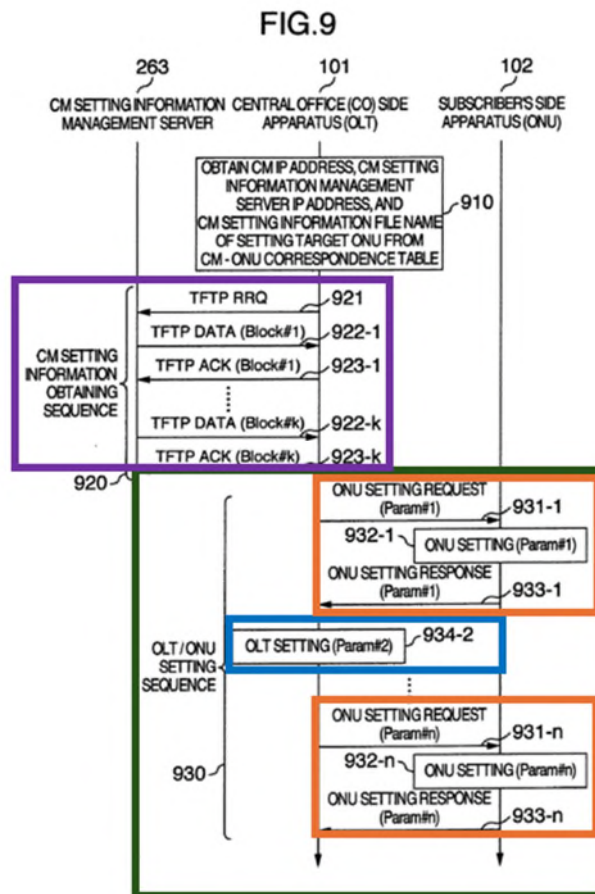 FIG.9
263
101
102
CM SETTING INFORMATION
MANAGEMENT SERVER
CENTRAL OFFICE (CO) SIDE
APPARATUS (OLT)
SUBSCRIBER'S SIDE
APPARATUS (ONU)
OBTAIN CM IP ADDRESS, CM SETTING
INFORMATION MANAGEMENT
SERVER IP ADDRESS, AND
CM SETTING INFORMATION FILE NAME
OF SETTING TARGET ONU FROM
CM - ONU CORRESPONDENCE TABLE
910
CM SETTING
INFORMATION
OBTAINING
SEQUENCE
920
TFTP RRQ
921
TFTP DATA (Block#1)
922-1
TFTP ACK (Block#1)
923-1
TFTP DATA (Block#k)
922-k
TFTP ACK (Block#k)
923-k
OLT / ONU
SETTING
SEQUENCE
930
ONU SETTING REQUEST
(Param#1)
931-1
932-1
ONU SETTING (Param#1)
ONU SETTING RESPONSE
(Param#1)
933-1
OLT SETTING (Param#2)
934-2
ONU SETTING REQUEST
(Param#n)
931-n
932-n
ONU SETTING (Param#n)
ONU SETTING RESPONSE
(Param#n)
933-n